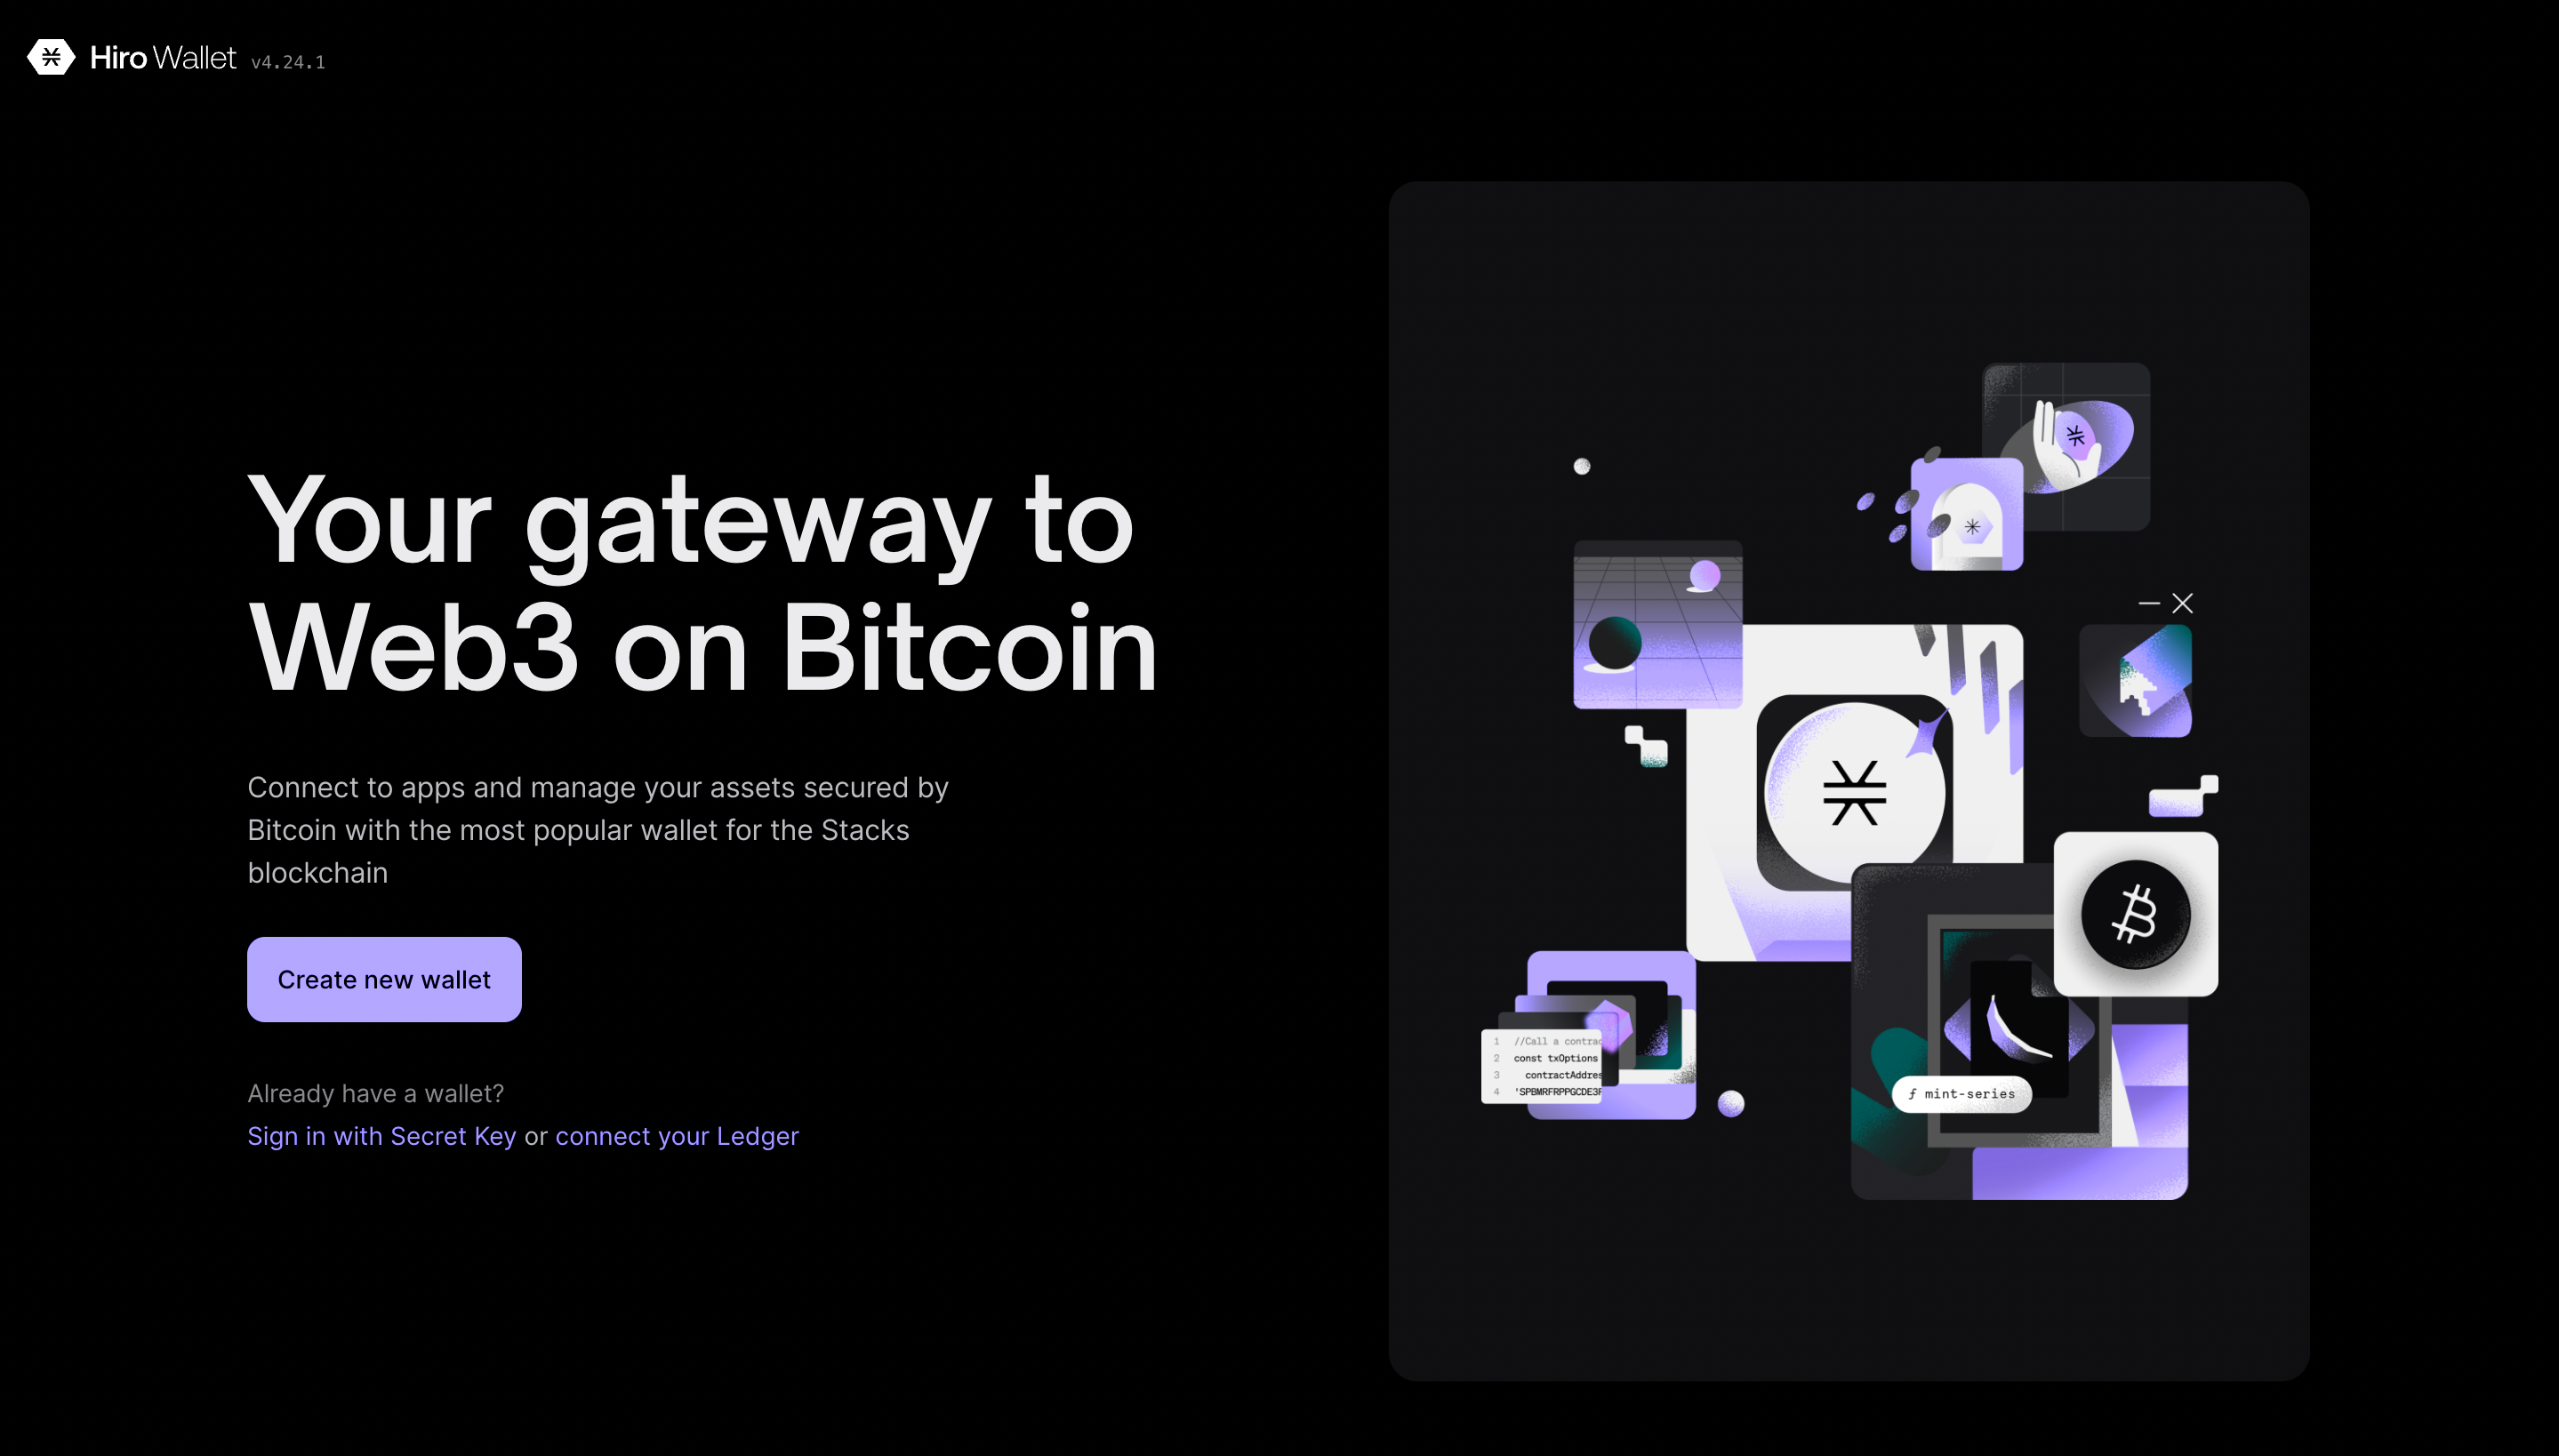 Hiro Wallet v4.24.1
Your gateway to
Web3 on Bitcoin
Connect to apps and manage your assets secured by
Bitcoin with the most popular wallet for the Stacks
blockchain
Create new wallet
Already have a wallet?
Sign in with Secret Key or connect your Ledger
1 //Call a contrac
2 const txOptions
3 contractAddres
4 'SPBMRFRPPGCDE3F
ƒ mint-series